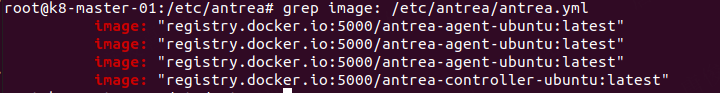 root@k8-master-01:/etc/antrea# grep image: /etc/antrea/antrea.yml
image: "registry.docker.io:5000/antrea-agent-ubuntu:latest"
image: "registry.docker.io:5000/antrea-agent-ubuntu:latest"
image: "registry.docker.io:5000/antrea-agent-ubuntu:latest"
image: "registry.docker.io:5000/antrea-controller-ubuntu:latest"